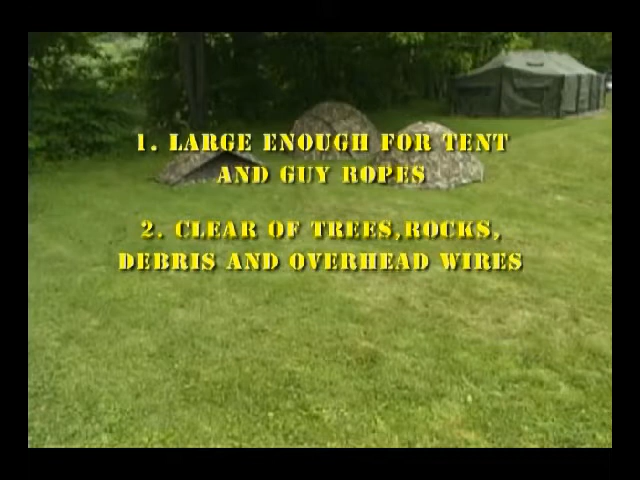 1. LARGE ENOUGH FOR TENT
AND GUY ROPES
2. CLEAR OF TREES,ROCKS,
DEBRIS AND OVERHEAD WIRES